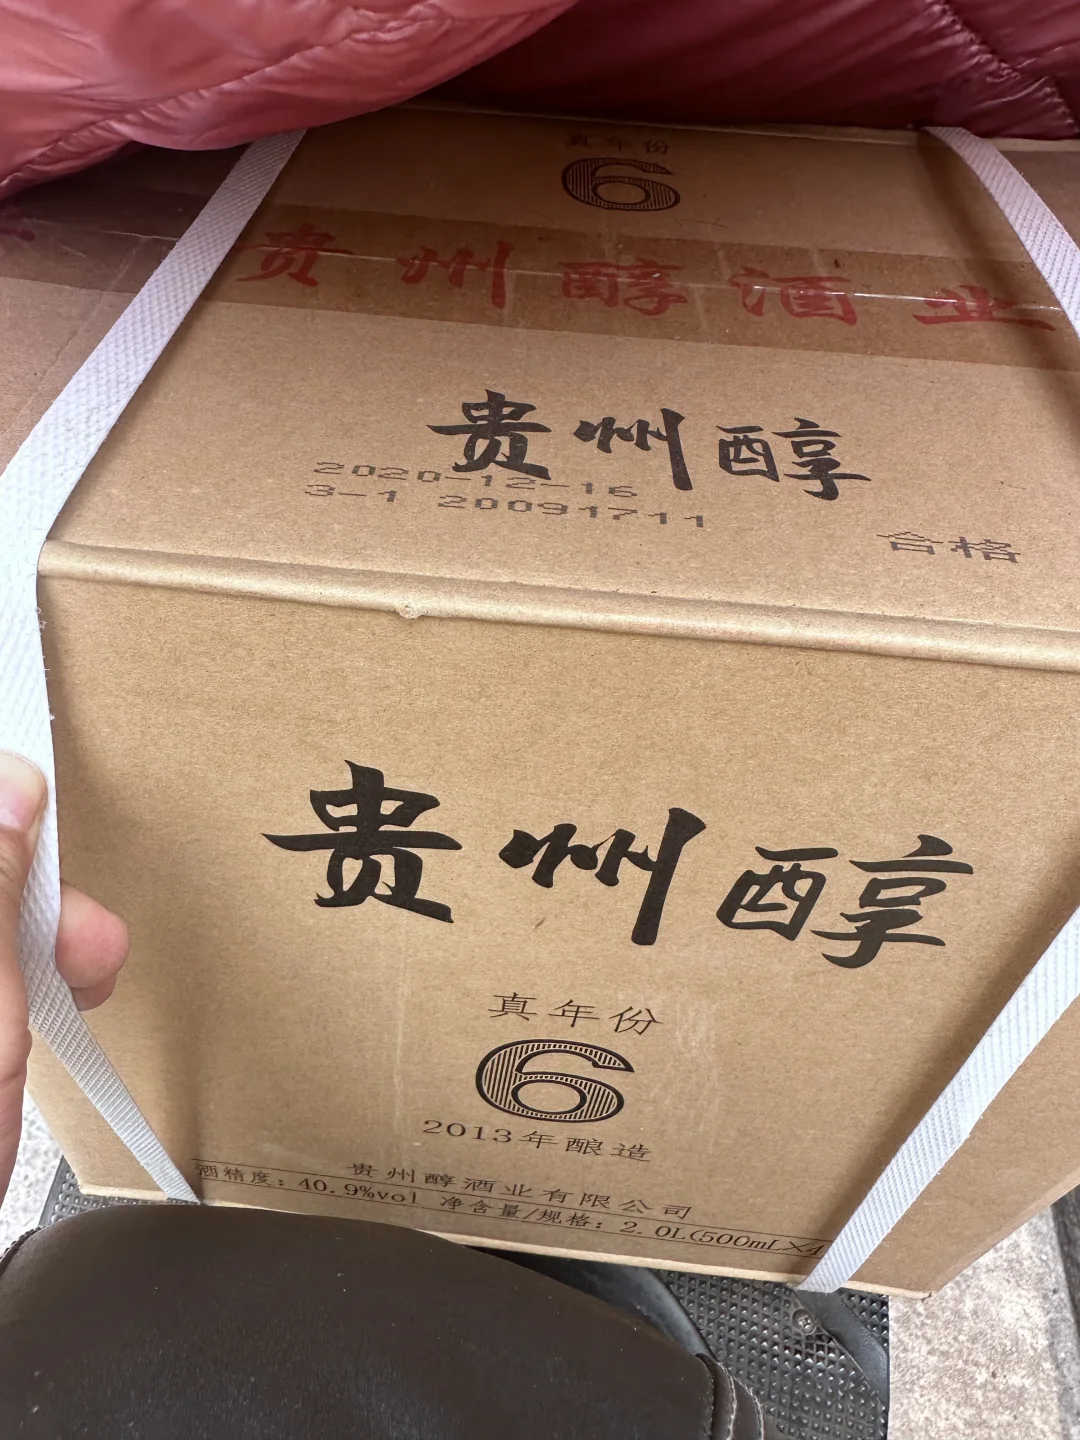 真年份
6
贵州醇酒业
贵州醇
2020-12-16
3-1 20091711
合格
贵州醇
真年份
6
2013年酿造
贵州醇酒业有限公司
酒精度：40.9%vol 净含量/规格：2.0L(500mL×4